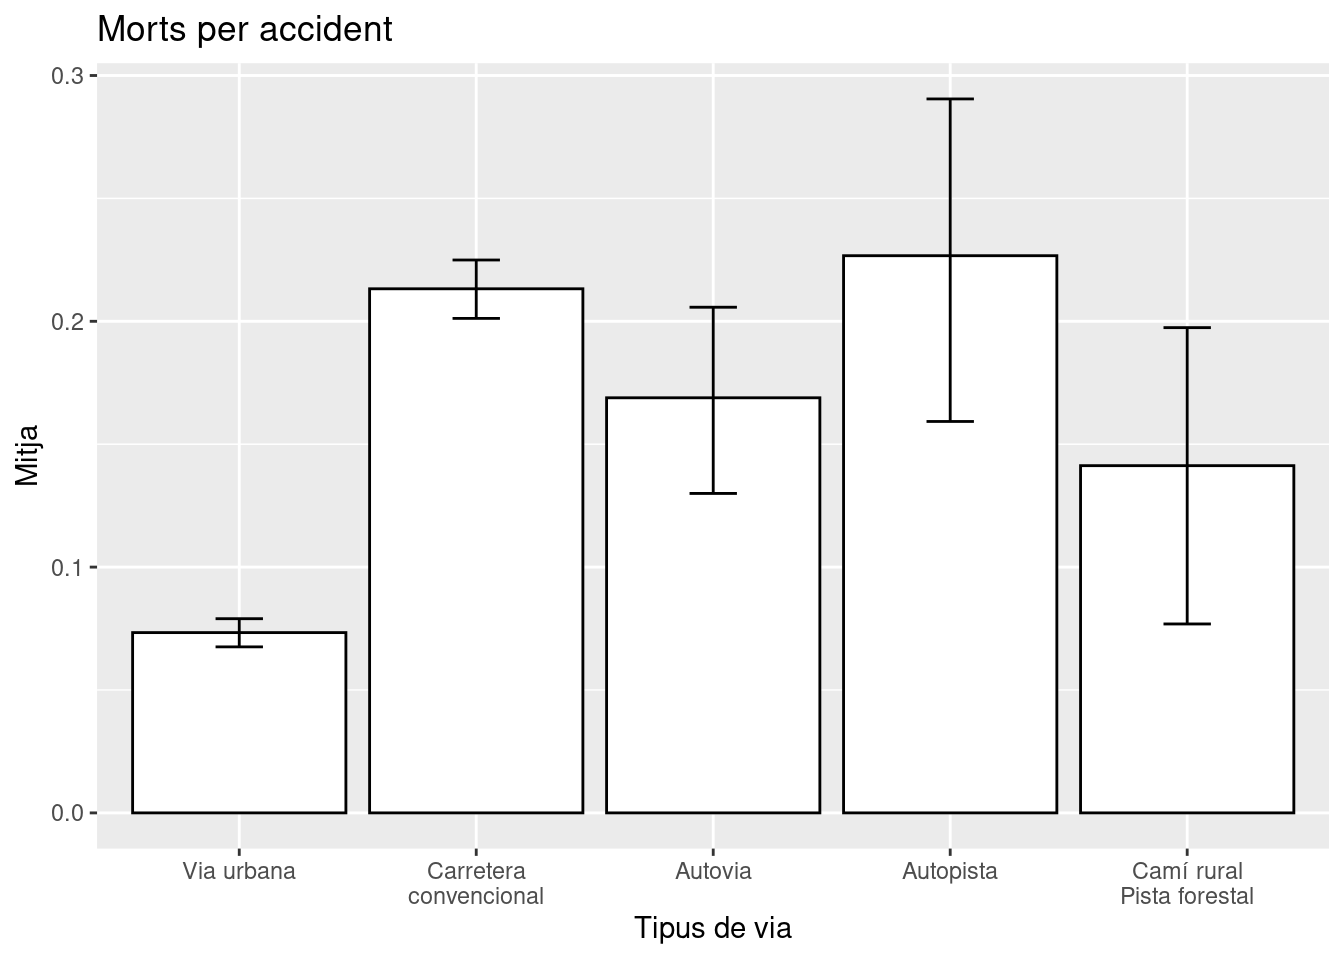 Morts per accident
0.3
0.2
0.1
0.0
Mitja
Via urbana
Carretera
convencional
Autovia
Autopista
Camí rural
Pista forestal
Tipus de via